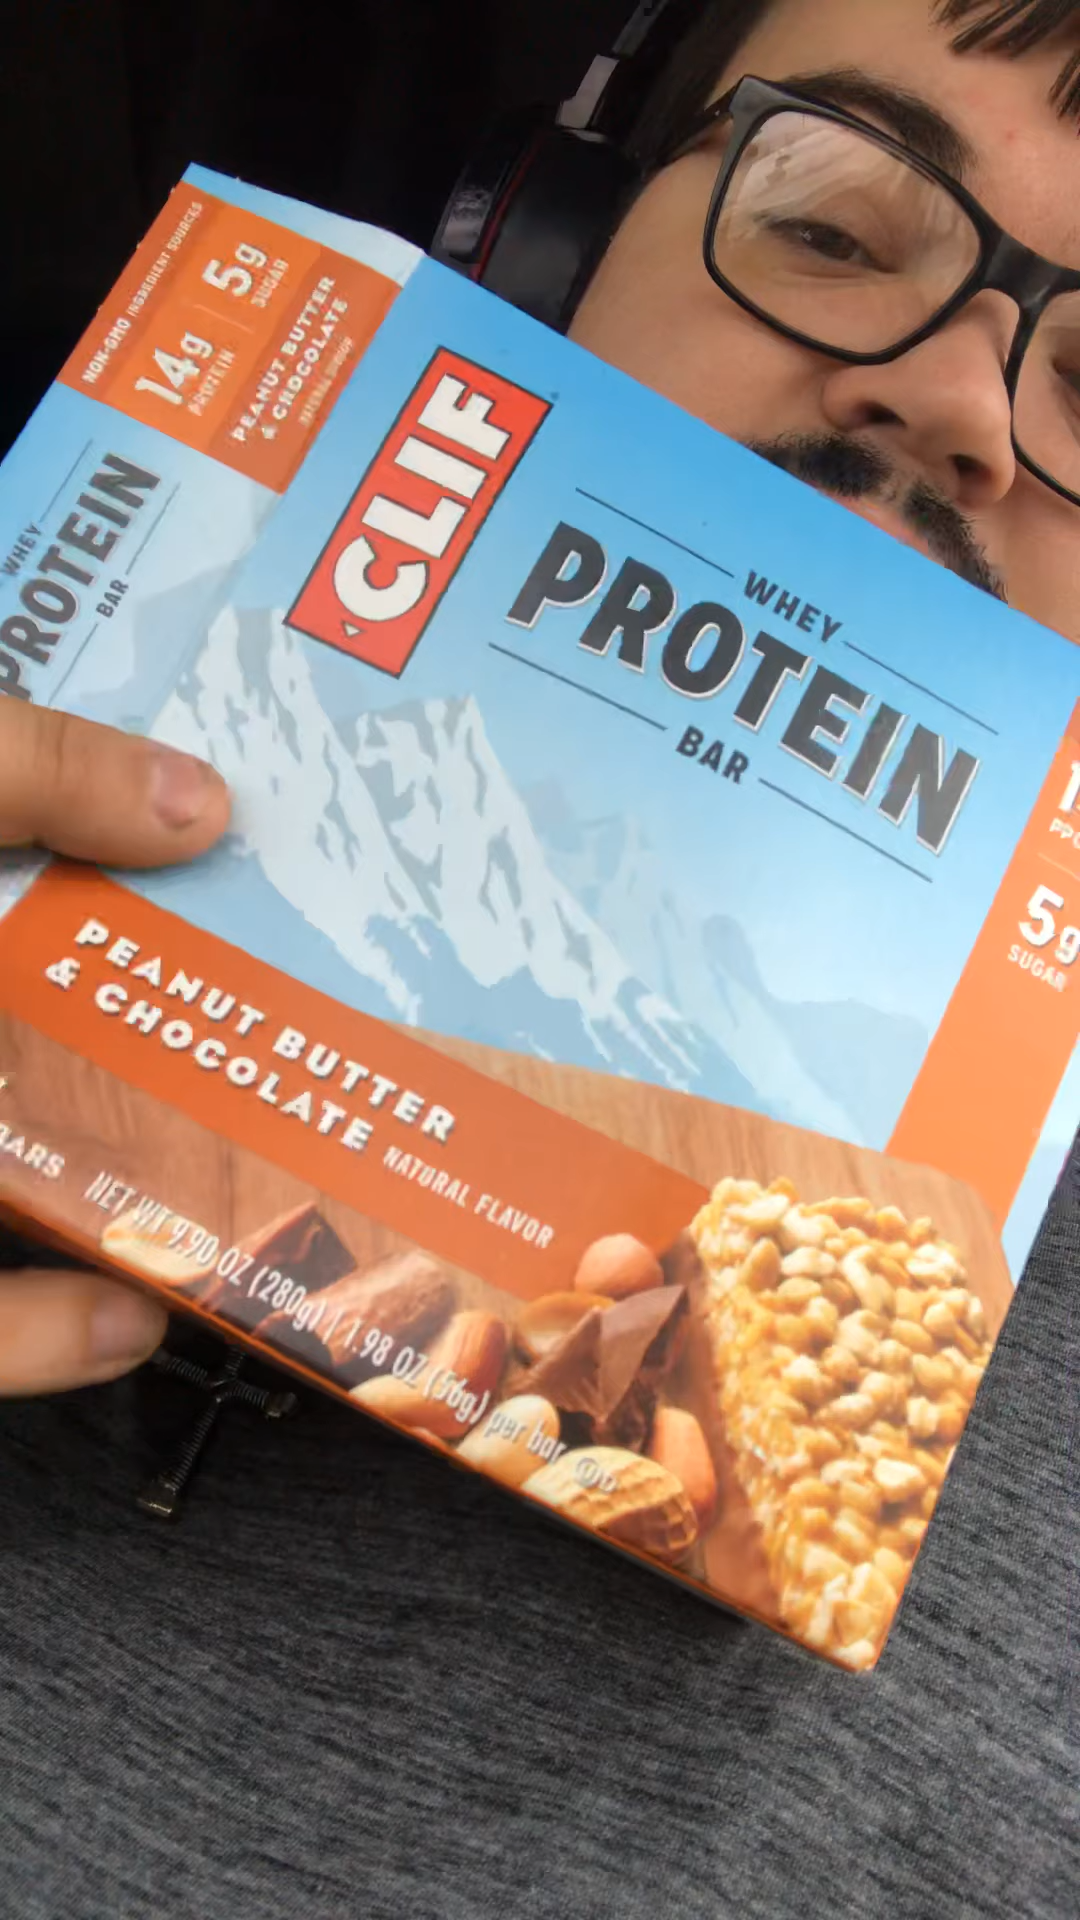 NON-GMO INGREDIENT SOURCES
14g
PROTEIN
5g
SUGAR
PEANUT BUTTER
& CHOCOLATE
NATURAL FLAVOR
WHEY
PROTEIN
BAR
CLIF
WHEY
PROTEIN
BAR
5g
SUGAR
PEANUT BUTTER
& CHOCOLATE NATURAL FLAVOR
BARS NET WT 9.90 OZ (280g) | 1.98 OZ (56g) per bar